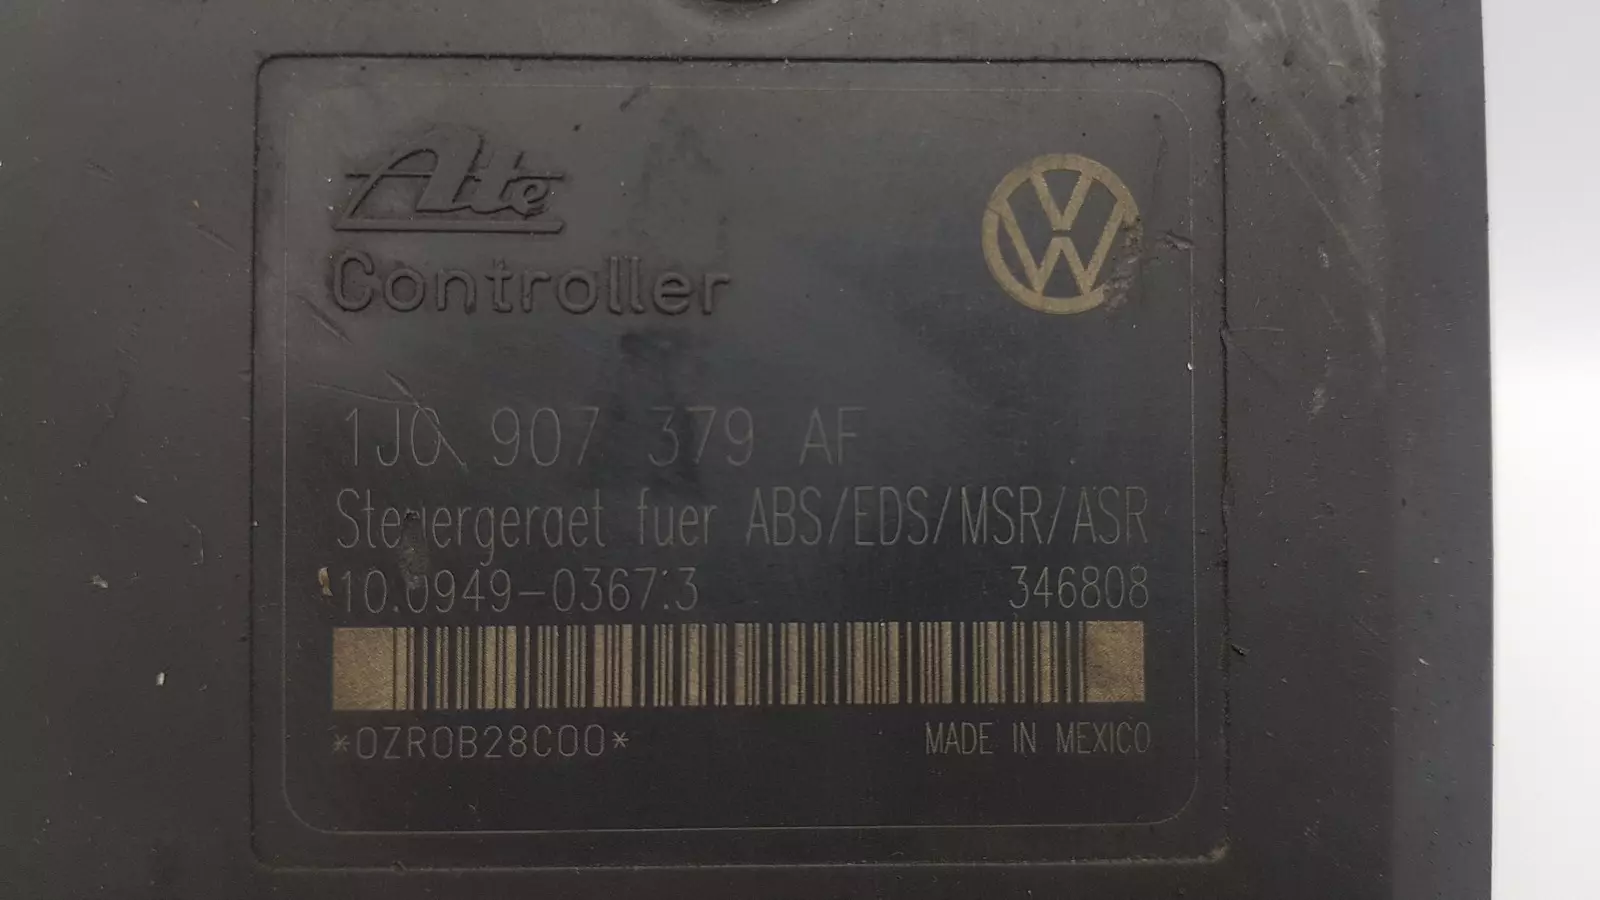 Ate
Controller
1J0 907 379 AF
Steuergeraet fuer ABS/EDS/MSR/ASR
10.0949-0367.3 346808
*0ZR0B28C00*
MADE IN MEXICO